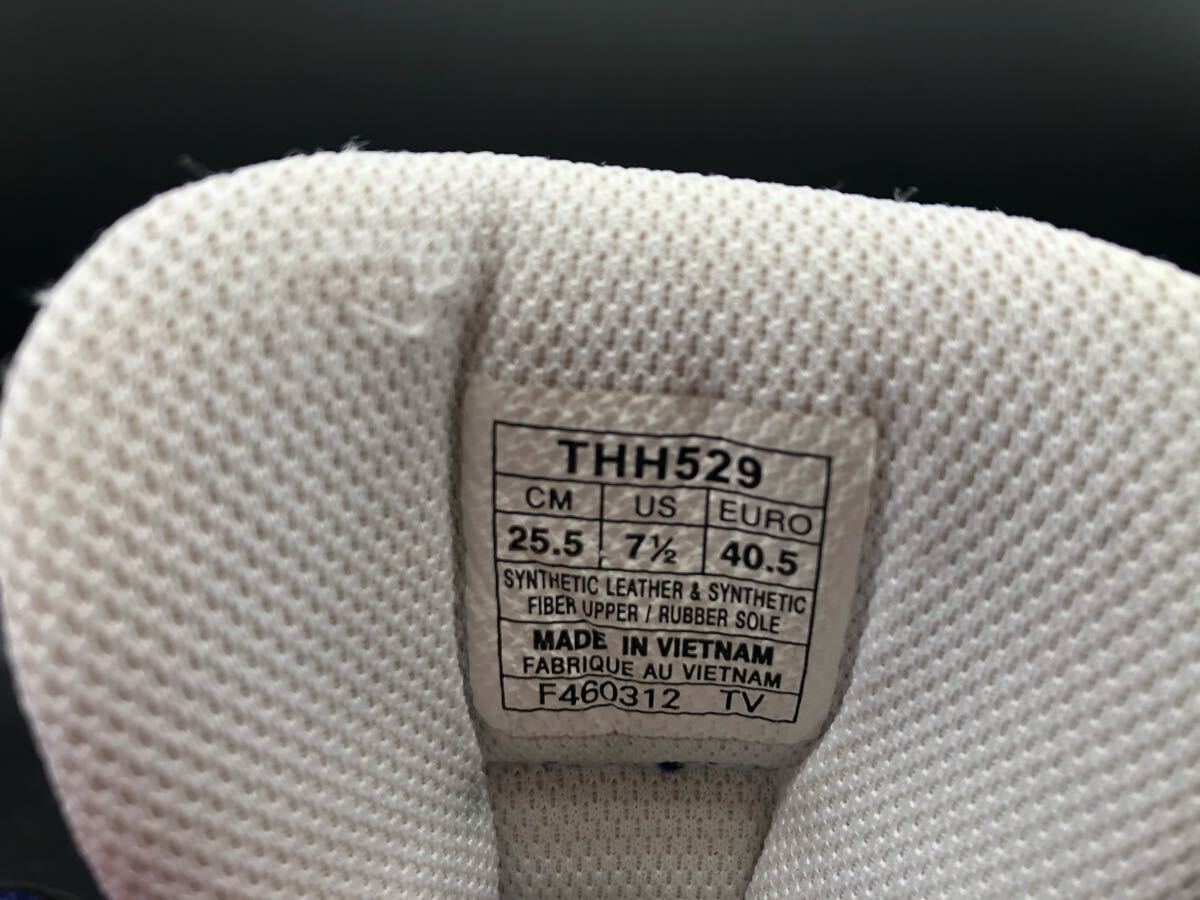 THH529
CM US EURO
25.5 7½ 40.5
SYNTHETIC LEATHER & SYNTHETIC
FIBER UPPER / RUBBER SOLE
MADE IN VIETNAM
FABRIQUE AU VIETNAM
F460312 TV